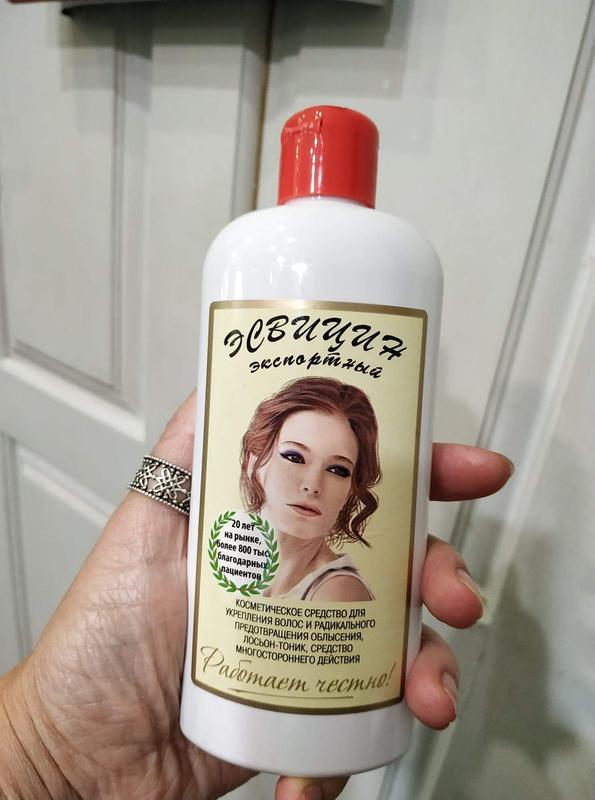 ЭСВИЦИН
экспортный
20 лет
на рынке,
более 800 тыс.
благодарных
пациентов
КОСМЕТИЧЕСКОЕ СРЕДСТВО ДЛЯ
УКРЕПЛЕНИЯ ВОЛОС И РАДИКАЛЬНОГО
ПРЕДОТВРАЩЕНИЯ ОБЛЫСЕНИЯ,
ЛОСЬОН-ТОНИК, СРЕДСТВО
МНОГОСТОРОННЕГО ДЕЙСТВИЯ
Работает честно!